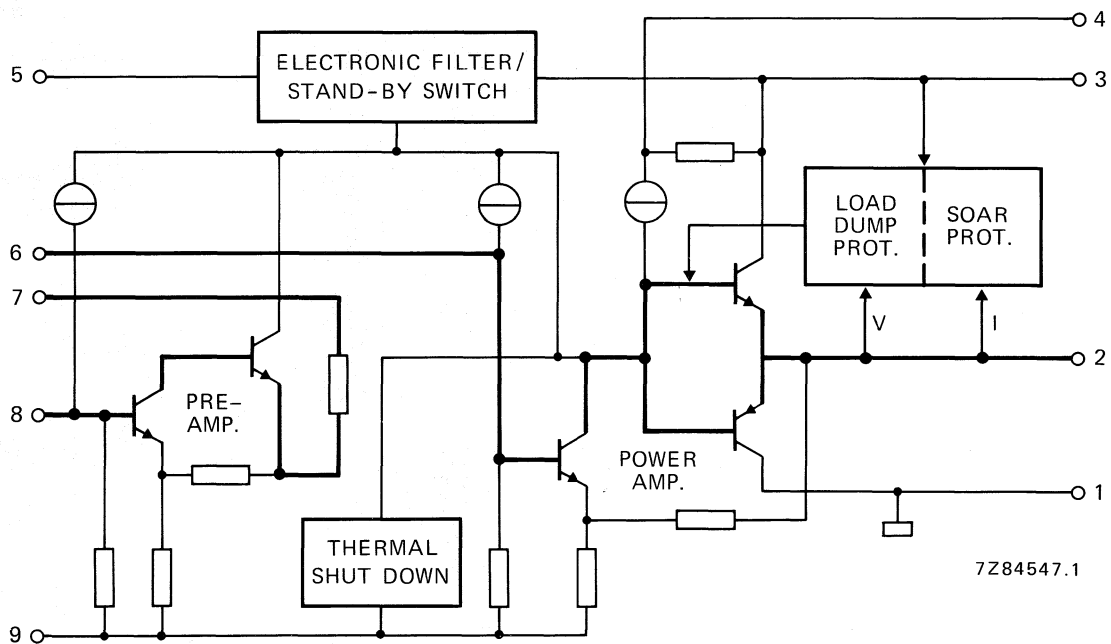 4
5
ELECTRONIC FILTER/
STAND-BY SWITCH
3
6
7
LOAD
DUMP
PROT.
SOAR
PROT.
V
I
2
8
PRE-
AMP.
POWER
AMP.
1
THERMAL
SHUT DOWN
7Z84547.1
9